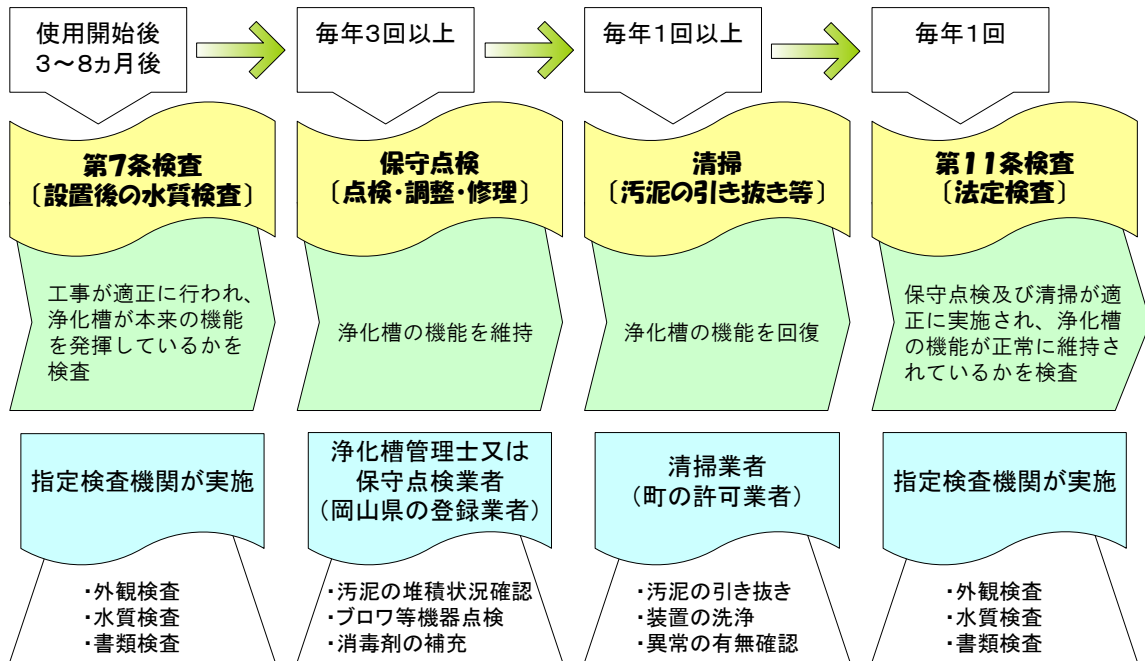 使用開始後
3～8ヵ月後
毎年3回以上
毎年1回以上
毎年1回
第7条検査
〔設置後の水質検査〕
保守点検
〔点検・調整・修理〕
清掃
〔汚泥の引き抜き等〕
第11条検査
〔法定検査〕
工事が適正に行われ、
浄化槽が本来の機能
を発揮しているかを
検査
浄化槽の機能を維持
浄化槽の機能を回復
保守点検及び清掃が適
正に実施され、浄化槽
の機能が正常に維持さ
れているかを検査
指定検査機関が実施
浄化槽管理士又は
保守点検業者
（岡山県の登録業者）
清掃業者
（町の許可業者）
指定検査機関が実施
・外観検査
・水質検査
・書類検査
・汚泥の堆積状況確認
・ブロワ等機器点検
・消毒剤の補充
・汚泥の引き抜き
・装置の洗浄
・異常の有無確認
・外観検査
・水質検査
・書類検査